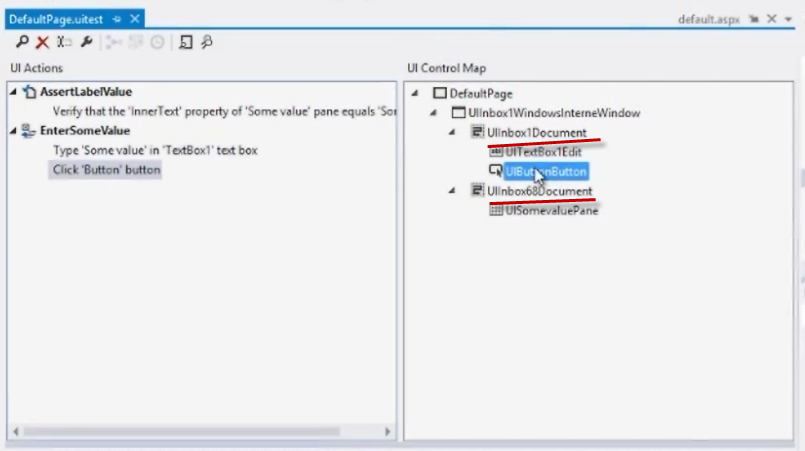 DefaultPage.uitest
default.aspx
UI Actions
UI Control Map
AssertLabelValue
Verify that the 'InnerText' property of 'Some value' pane equals 'Sor
EnterSomeValue
Type 'Some value' in 'TextBox1' text box
Click 'Button' button
DefaultPage
UIInbox1WindowsInterneWindow
UIInbox1Document
UITextBox1Edit
UIButtonButton
UIInbox68Document
UISomevaluePane